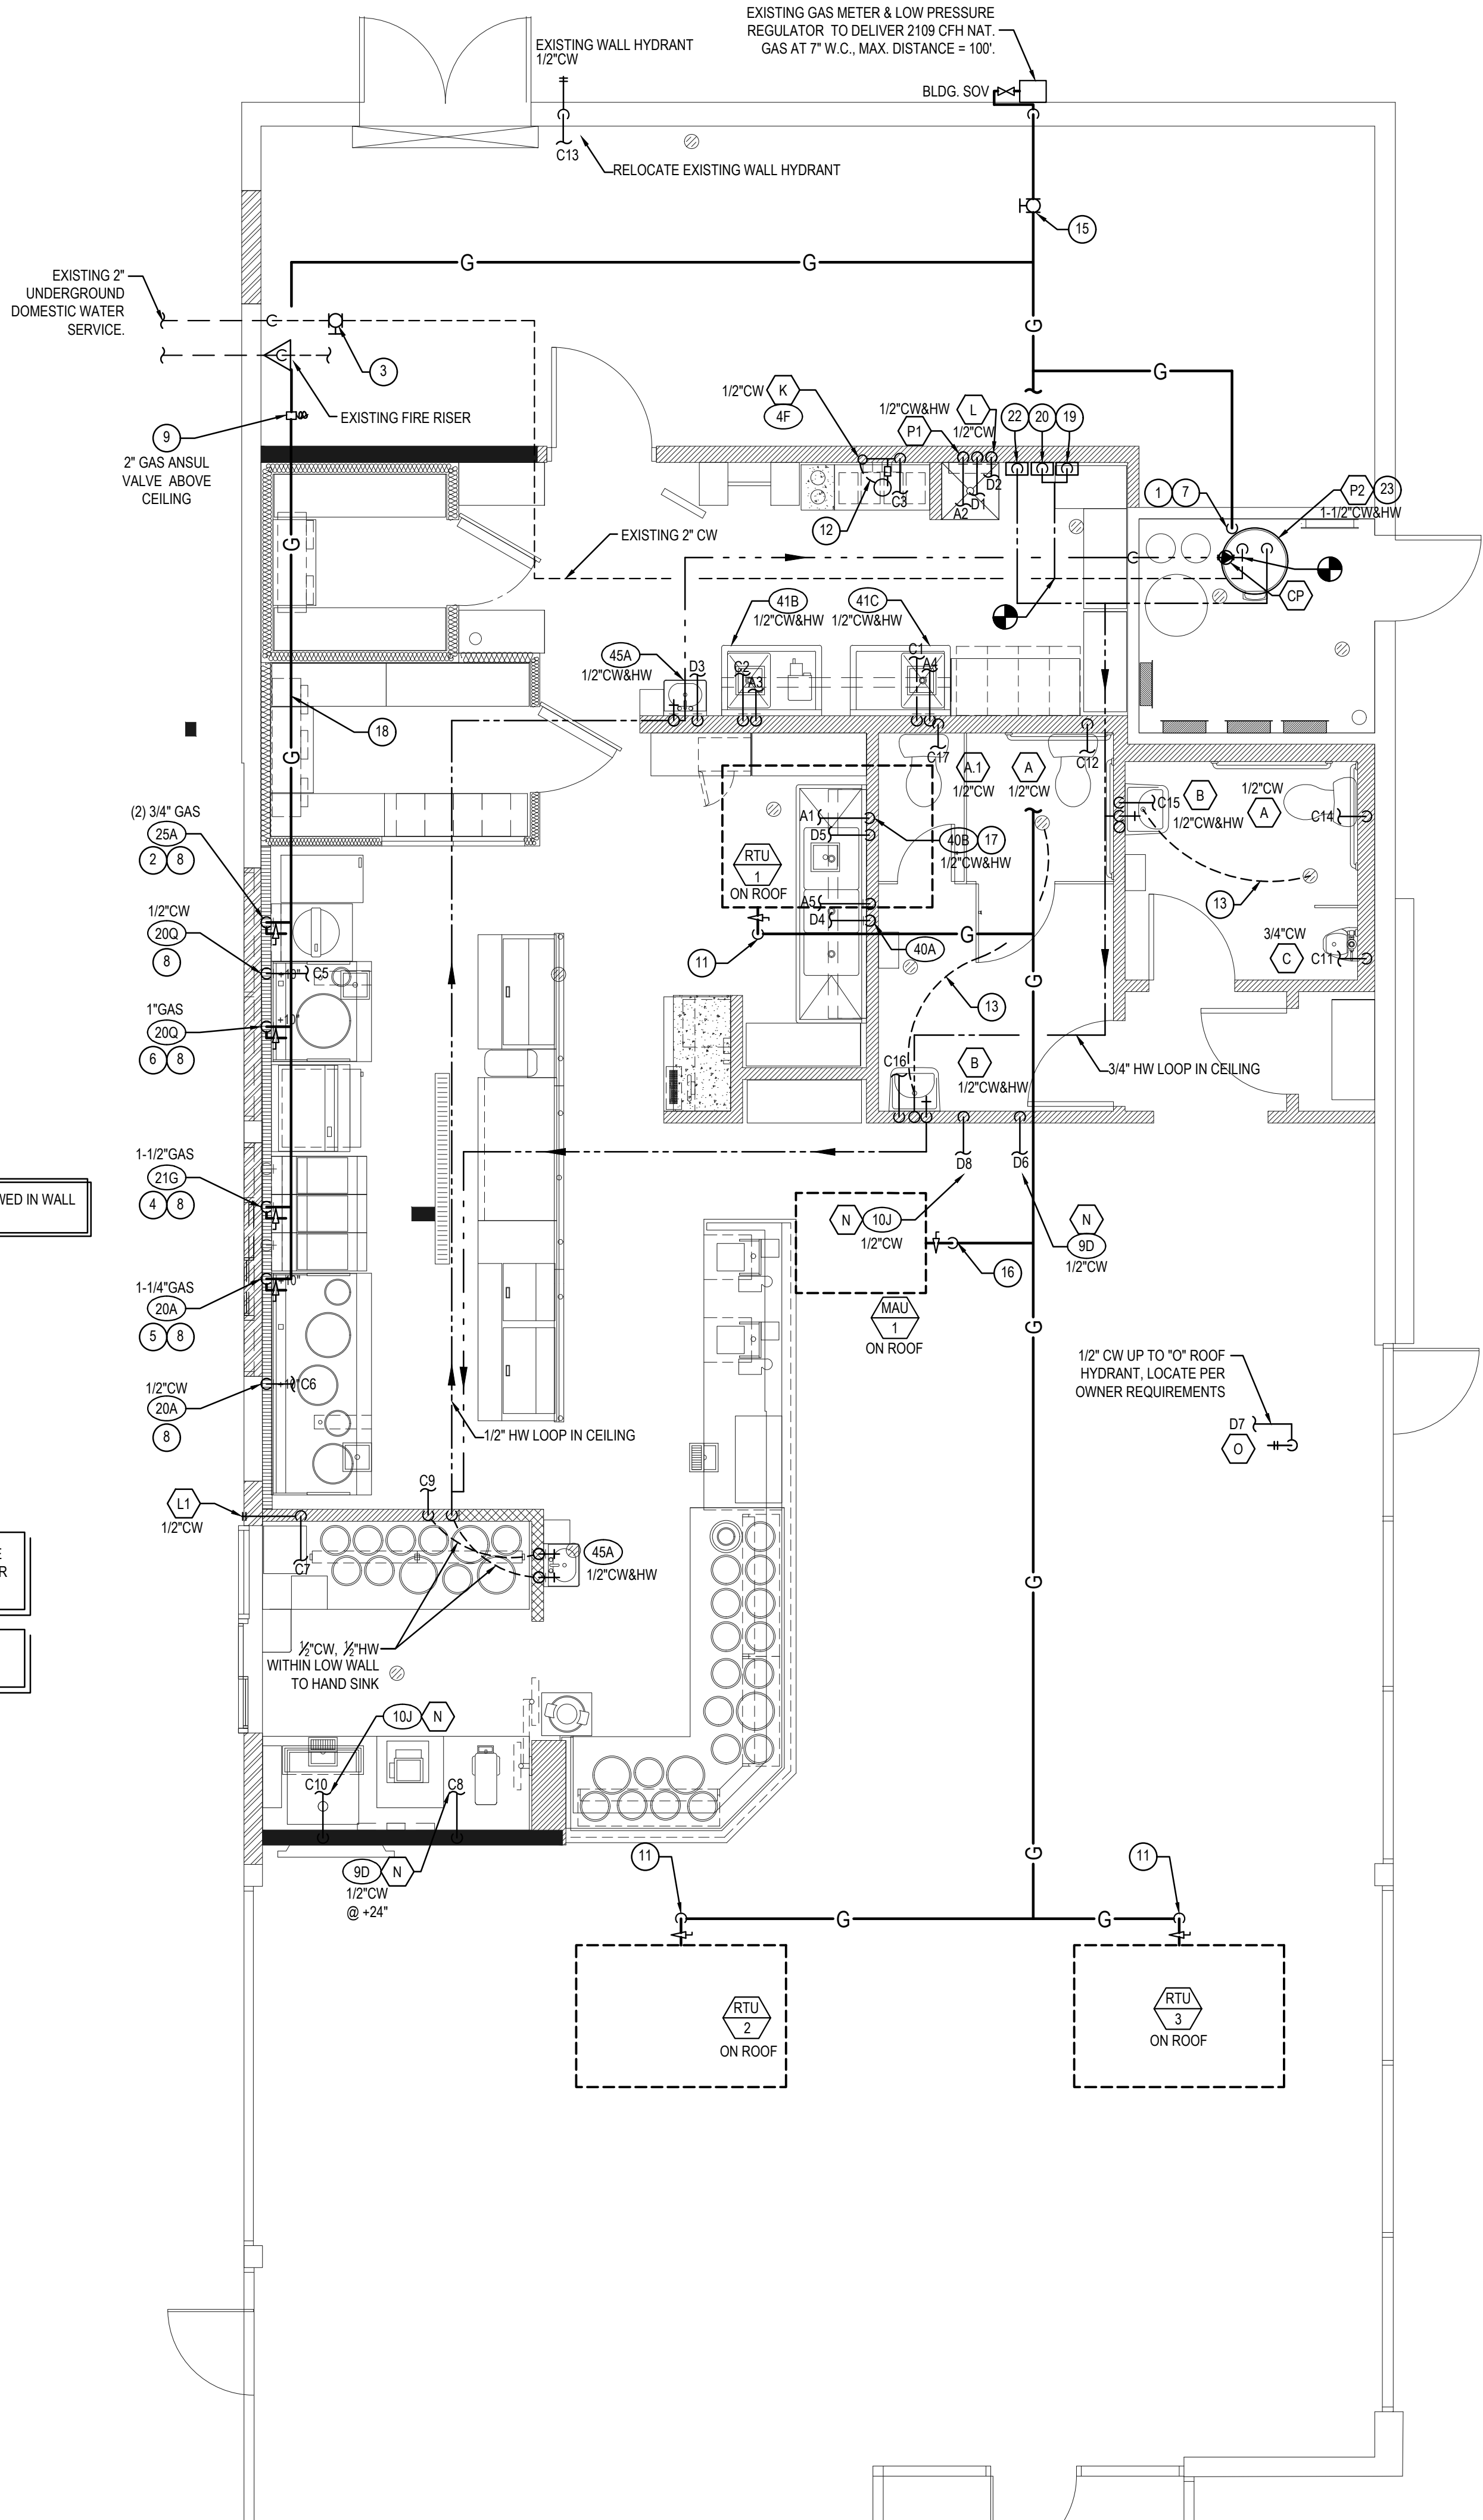 EXISTING GAS METER & LOW PRESSURE
REGULATOR TO DELIVER 2109 CFH NAT.
GAS AT 7" W.C., MAX. DISTANCE = 100'.
EXISTING WALL HYDRANT
1/2"CW
BLDG. SOV
C13
RELOCATE EXISTING WALL HYDRANT
15
G
G
EXISTING 2"
UNDERGROUND
DOMESTIC WATER
SERVICE.
G
3
G
EXISTING FIRE RISER
9
2" GAS ANSUL
VALVE ABOVE
CEILING
1/2"CW
K
4F
1/2"CW&HW
P1
L
1/2"CW
22
20
19
1
7
P2
23
1-1/2"CW&HW
12
C3
A2
D1
D2
EXISTING 2" CW
G
CP
41B
1/2"CW&HW
41C
1/2"CW&HW
45A
1/2"CW&HW
D3
C2
A3
C1
A4
18
G
C17
C12
A.1
1/2"CW
A
1/2"CW
B
1/2"CW&HW
C15
1/2"CW
A
C14
(2) 3/4" GAS
25A
2
8
A1
D5
40B
17
1/2"CW&HW
RTU
1
ON ROOF
A5
D4
40A
G
13
3/4"CW
C
C11
1/2"CW
20Q
8
+10"
C5
11
G
13
1"GAS
20Q
6
8
+10"
C16
B
1/2"CW&HW
3/4" HW LOOP IN CEILING
1-1/2"GAS
21G
4
8
WED IN WALL
D8
D6
N
10J
1/2"CW
N
9D
1/2"CW
16
1-1/4"GAS
20A
5
8
+10"
MAU
1
ON ROOF
G
1/2" CW UP TO "O" ROOF
HYDRANT, LOCATE PER
OWNER REQUIREMENTS
1/2"CW
20A
8
+10"
C6
D7
O
1/2" HW LOOP IN CEILING
C9
L1
1/2"CW
C7
45A
1/2"CW&HW
E
R
G
½"CW, ½"HW
WITHIN LOW WALL
TO HAND SINK
10J
N
C10
C8
9D
N
1/2"CW
@ +24"
G
11
11
G
G
RTU
2
ON ROOF
RTU
3
ON ROOF